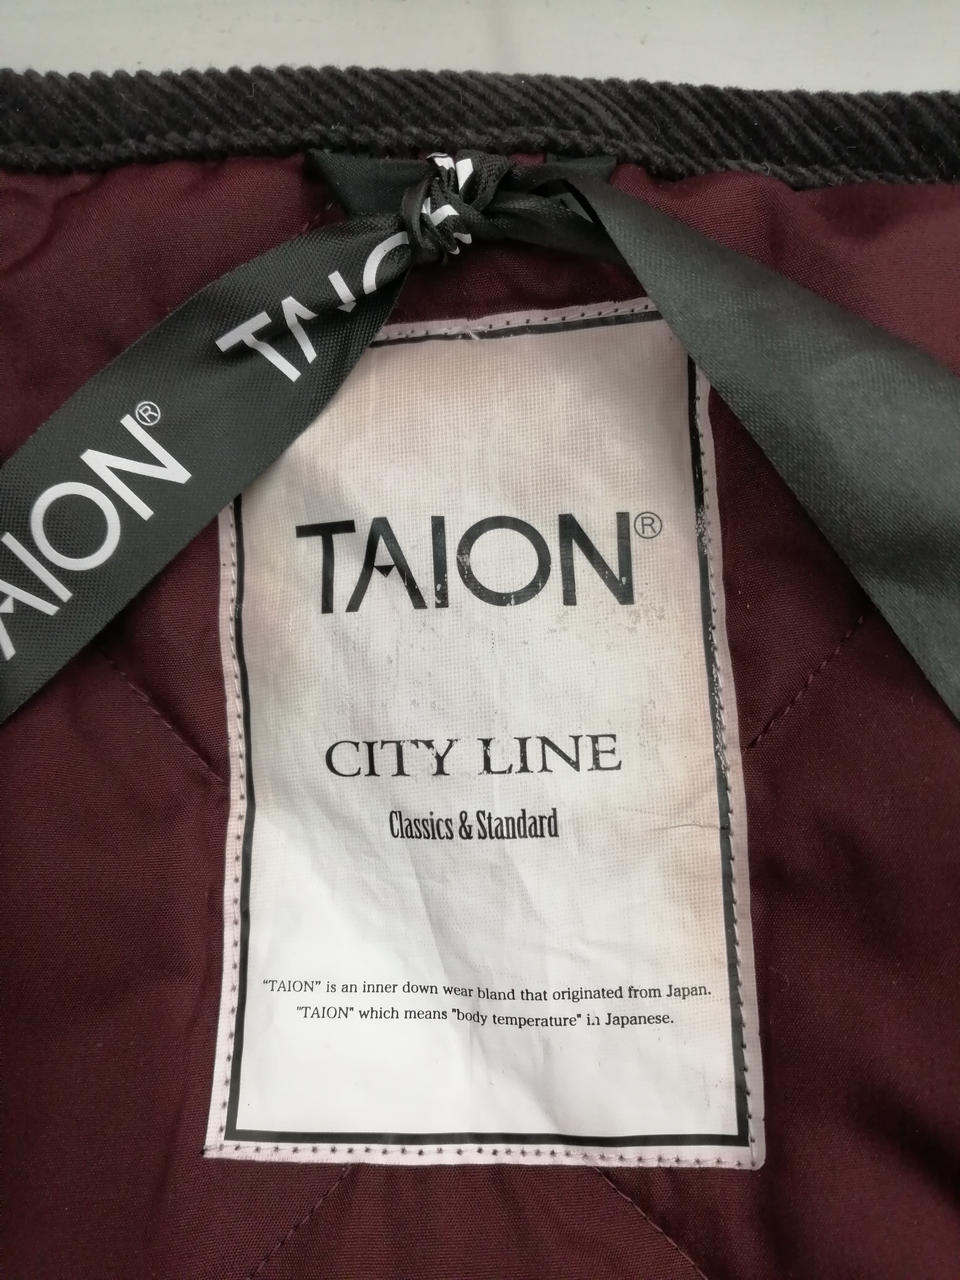 TAION
TAION®
TAION®
CITY LINE
Classics & Standard
"TAION" is an inner down wear bland that originated from Japan.
"TAION" which means "body temperature" in Japanese.